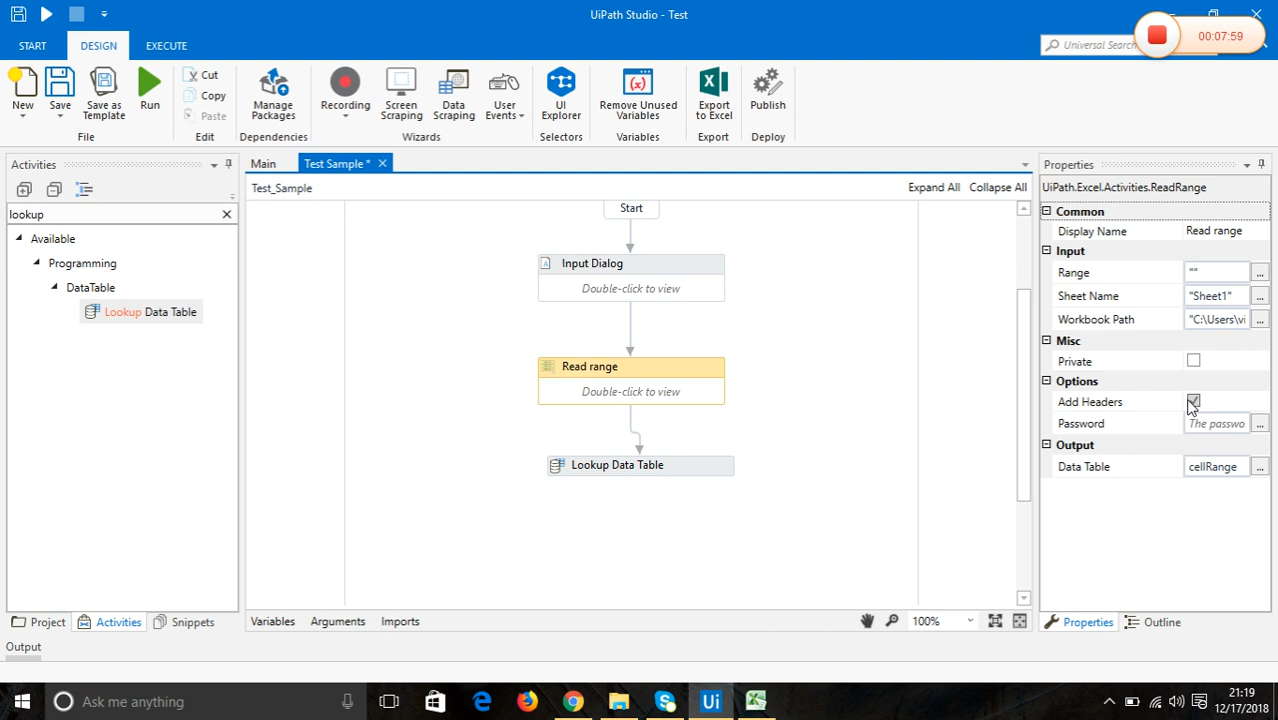 UiPath Studio - Test
00:07:59
START DESIGN EXECUTE
Universal Search
New Save Save as Template Run
Cut
Copy
Paste
Manage Packages
Recording Screen Scraping Data Scraping User Events
UI Explorer
Remove Unused Variables
Export to Excel
Publish
File Edit Dependencies Wizards Selectors Variables Export Deploy
Activities
lookup
Available
Programming
DataTable
Lookup Data Table
Main Test Sample *
Test_Sample Expand All Collapse All
Start
Input Dialog
Double-click to view
Read range
Double-click to view
Lookup Data Table
Properties
UiPath.Excel.Activities.ReadRange
Common
Display Name Read range
Input
Range "" ...
Sheet Name "Sheet1" ...
Workbook Path "C:\Users\vi ...
Misc
Private
Options
Add Headers
Password The passwo ...
Output
Data Table cellRange ...
Project Activities Snippets
Variables Arguments Imports 100%
Properties Outline
Output
Ask me anything
Ui
21:19
12/17/2018